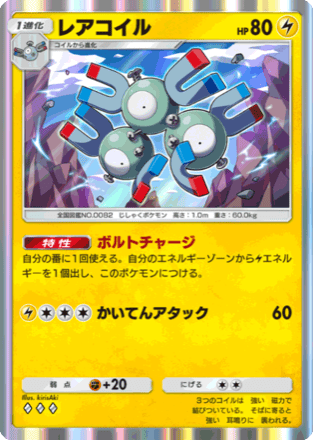 1進化
レアコイル
HP80
コイルから進化
全国図鑑NO.0082 じしゃくポケモン 高さ:1.0m 重さ:60.0kg
特性 ボルトチャージ
自分の番に1回使える。自分のエネルギーゾーンからエネ
ルギーを1個出し、このポケモンにつける。
かいてんアタック 60
弱点 +20 にげる
Illus. kirisAki
3つのコイルは 強い 磁力で
結びついている。 そばに寄ると
強い 耳鳴りに 襲われる。